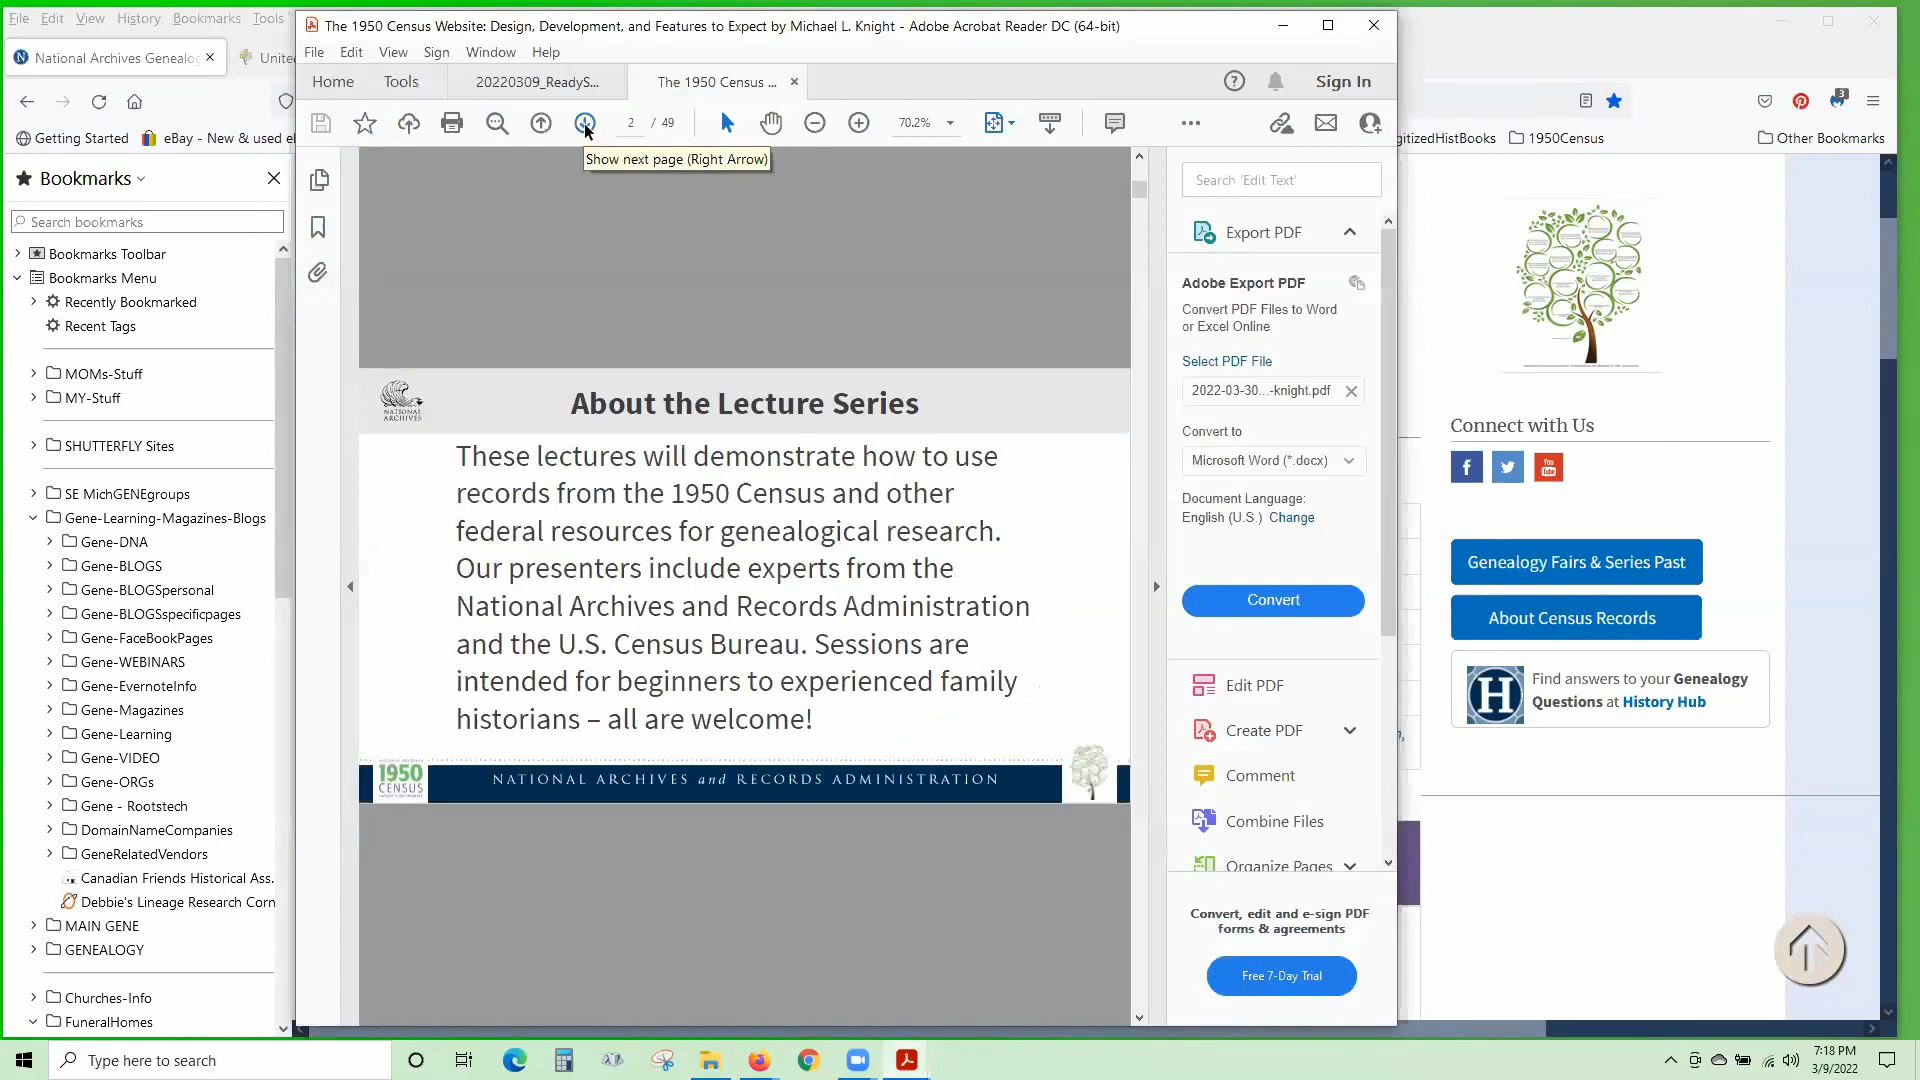 File Edit View History Bookmarks Tools
National Archives Genealog
United
Getting Started
eBay - New & used el
gitizedHistBooks
1950Census
Other Bookmarks
3
Bookmarks
Search bookmarks
Bookmarks Toolbar
Bookmarks Menu
Recently Bookmarked
Recent Tags
MOMs-Stuff
MY-Stuff
SHUTTERFLY Sites
SE MichGENEgroups
Gene-Learning-Magazines-Blogs
Gene-DNA
Gene-BLOGS
Gene-BLOGSpersonal
Gene-BLOGSspecificpages
Gene-FaceBookPages
Gene-WEBINARS
Gene-EvernoteInfo
Gene-Magazines
Gene-Learning
Gene-VIDEO
Gene-ORGs
Gene - Rootstech
DomainNameCompanies
GeneRelatedVendors
Canadian Friends Historical Ass.
Debbie's Lineage Research Corn
MAIN GENE
GENEALOGY
Churches-Info
FuneralHomes
The 1950 Census Website: Design, Development, and Features to Expect by Michael L. Knight - Adobe Acrobat Reader DC (64-bit)
File Edit View Sign Window Help
Home Tools 20220309_ReadyS... The 1950 Census ... Sign In
2 / 49 70.2%
Show next page (Right Arrow)
NATIONAL
ARCHIVES
About the Lecture Series
These lectures will demonstrate how to use
records from the 1950 Census and other
federal resources for genealogical research.
Our presenters include experts from the
National Archives and Records Administration
and the U.S. Census Bureau. Sessions are
intended for beginners to experienced family
historians – all are welcome!
1950
CENSUS
NATIONAL ARCHIVES and RECORDS ADMINISTRATION
Search 'Edit Text'
Export PDF
Adobe Export PDF
Convert PDF Files to Word
or Excel Online
Select PDF File
2022-03-30...-knight.pdf
Convert to
Microsoft Word (*.docx)
Document Language:
English (U.S.) Change
Convert
Edit PDF
Create PDF
Comment
Combine Files
Organize Pages
Convert, edit and e-sign PDF
forms & agreements
Free 7-Day Trial
Connect with Us
You
Tube
Genealogy Fairs & Series Past
About Census Records
H
Find answers to your Genealogy
Questions at History Hub
Type here to search
7:18 PM
3/9/2022